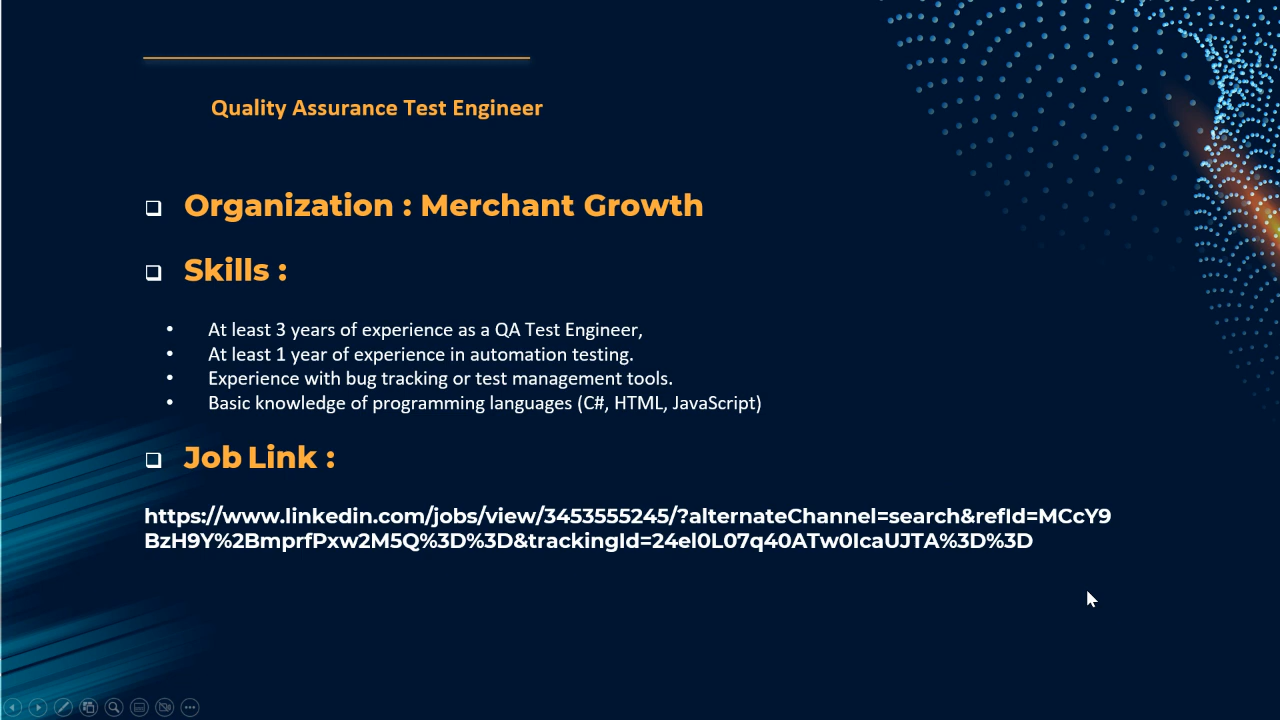 Quality Assurance Test Engineer
Organization : Merchant Growth
Skills :
At least 3 years of experience as a QA Test Engineer,
At least 1 year of experience in automation testing.
Experience with bug tracking or test management tools.
Basic knowledge of programming languages (C#, HTML, JavaScript)
Job Link :
https://www.linkedin.com/jobs/view/3453555245/?alternateChannel=search&refId=MCcY9
BzH9Y%2BmprfPxw2M5Q%3D%3D&trackingId=24el0L07q40ATw0IcaUJTA%3D%3D